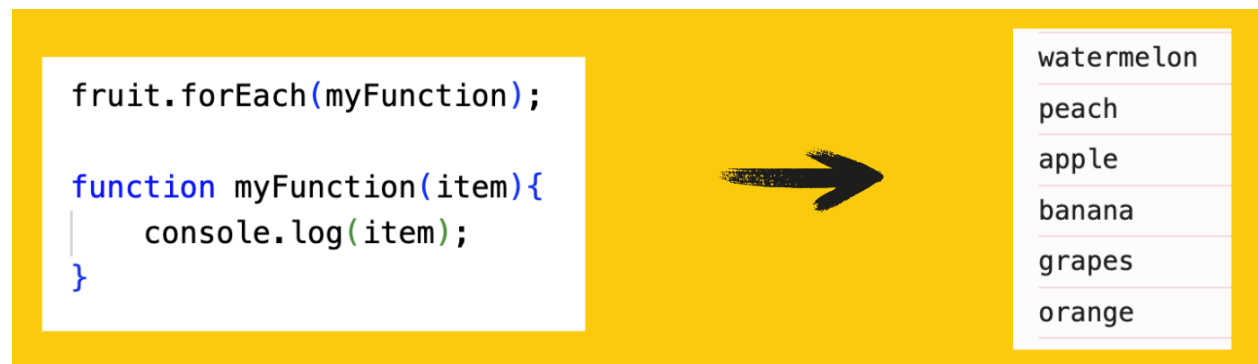 fruit.forEach(myFunction);
function myFunction(item){
    console.log(item);
}
watermelon
peach
apple
banana
grapes
orange